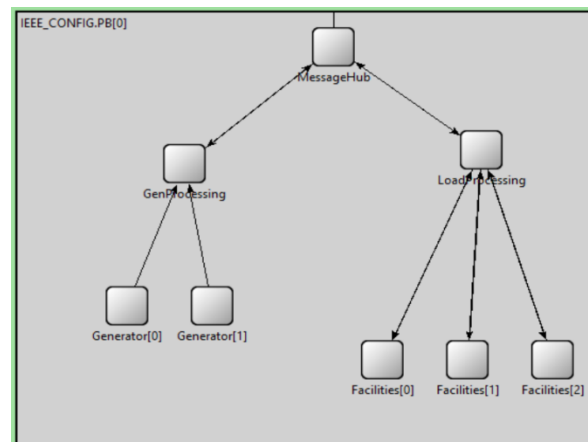 IEEE_CONFIG.PB[0]
MessageHub
GenProcessing
LoadProcessing
Generator[0]
Generator[1]
Facilities[0]
Facilities[1]
Facilities[2]